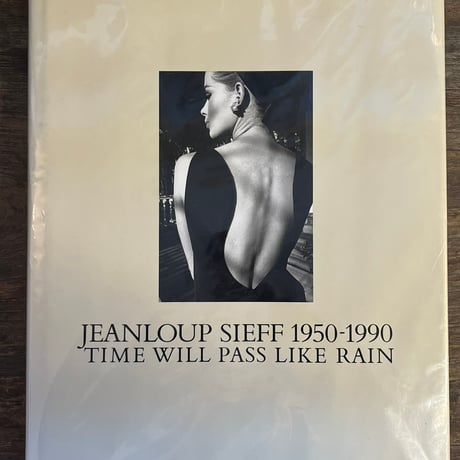 JEANLOUP SIEFF 1950-1990
TIME WILL PASS LIKE RAIN